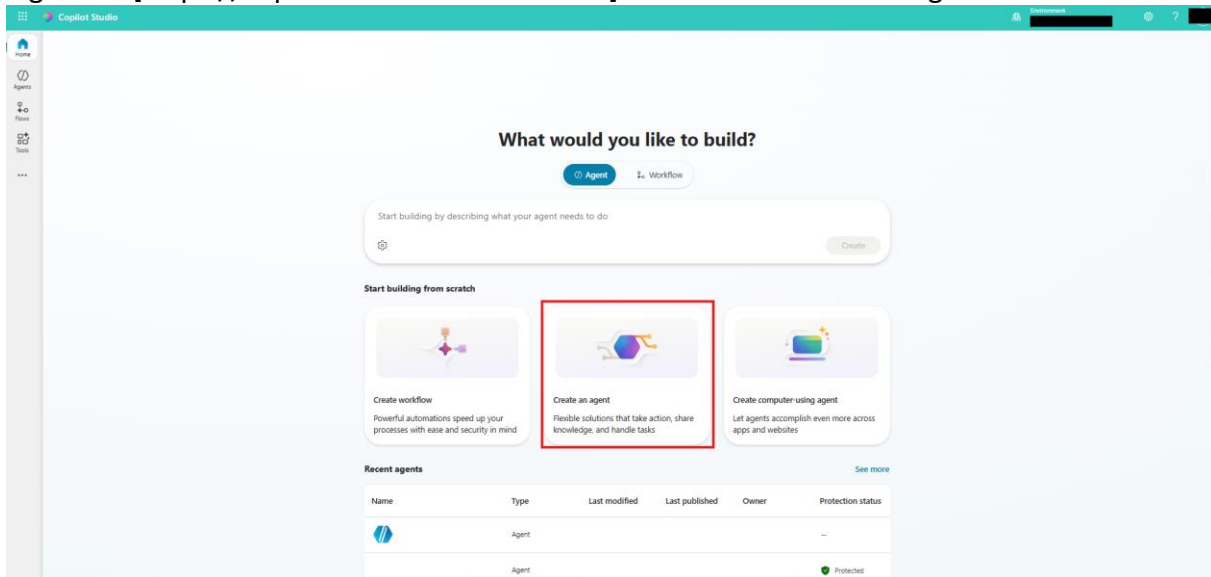 Copilot Studio
Environment
?
Home
Agents
Flows
Tools
What would you like to build?
Agent
Workflow
Start building by describing what your agent needs to do
Create
Start building from scratch
Create workflow
Powerful automations speed up your
processes with ease and security in mind
Create an agent
Flexible solutions that take action, share
knowledge, and handle tasks
Create computer-using agent
Let agents accomplish even more across
apps and websites
Recent agents
See more
Name Type Last modified Last published Owner Protection status
Agent --
Agent Protected